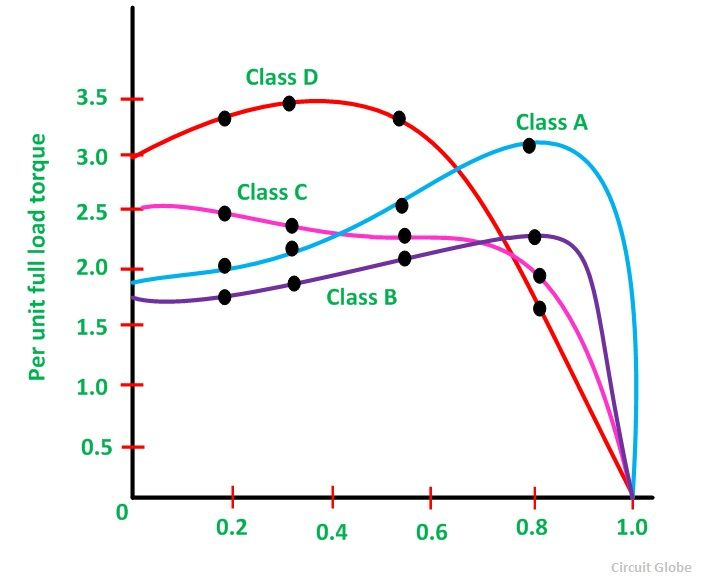 Class D
3.5
Class A
3.0
Class C
2.5
2.0
Class B
1.5
1.0
0.5
0
0.2
0.4
0.6
0.8
1.0
Per unit full load torque
Circuit Globe